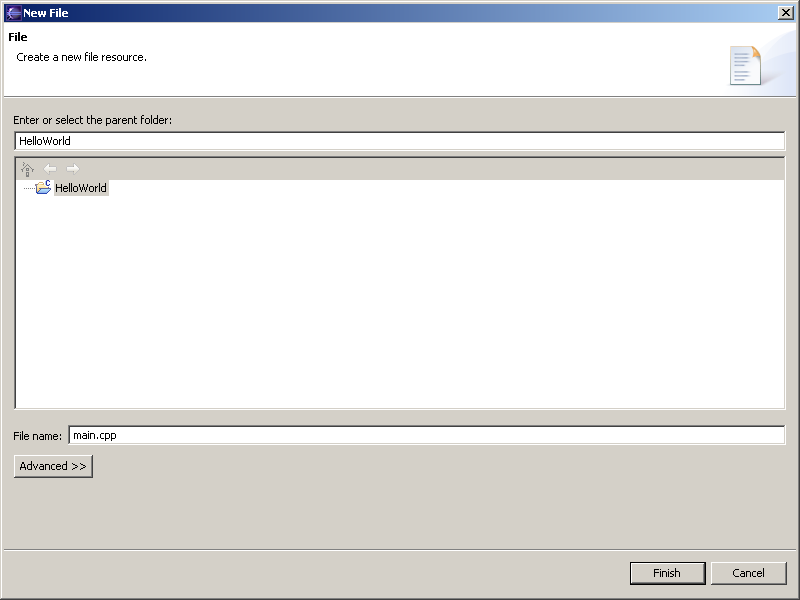 New File
File
Create a new file resource.
Enter or select the parent folder:
HelloWorld
HelloWorld
File name: main.cpp
Advanced >>
Finish Cancel